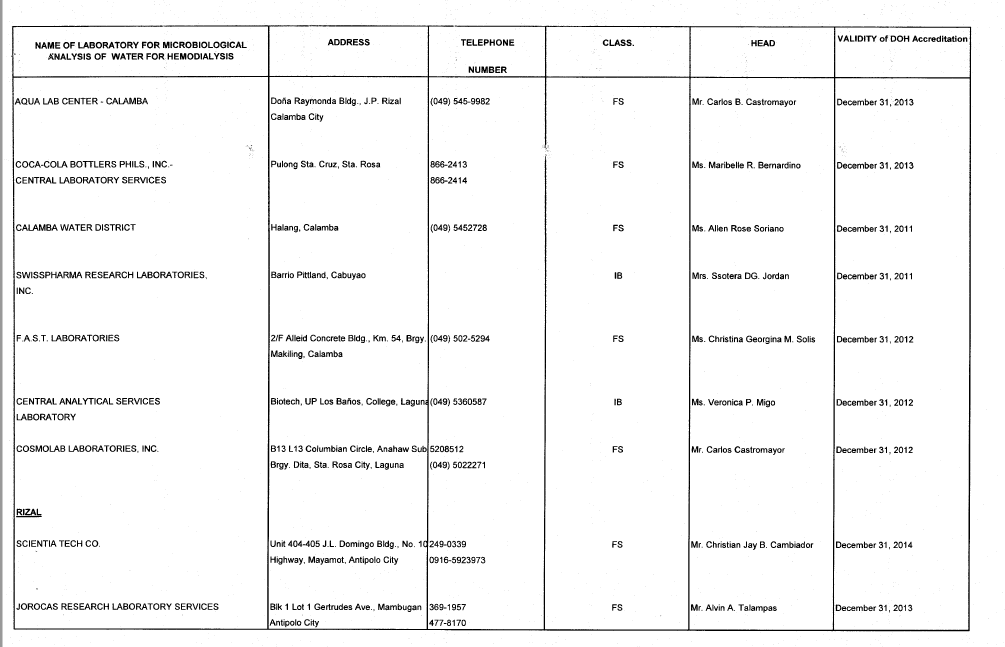 NAME OF LABORATORY FOR MICROBIOLOGICAL
ANALYSIS OF WATER FOR HEMODIALYSIS
ADDRESS
TELEPHONE
NUMBER
CLASS.
HEAD
VALIDITY of DOH Accreditation
AQUA LAB CENTER - CALAMBA
Doña Raymonda Bldg., J.P. Rizal
Calamba City
(049) 545-9982
FS
Mr. Carlos B. Castromayor
December 31, 2013
COCA-COLA BOTTLERS PHILS., INC.-
CENTRAL LABORATORY SERVICES
Pulong Sta. Cruz, Sta. Rosa
866-2413
866-2414
FS
Ms. Maribelle R. Bernardino
December 31, 2013
CALAMBA WATER DISTRICT
Halang, Calamba
(049) 5452728
FS
Ms. Allen Rose Soriano
December 31, 2011
SWISSPHARMA RESEARCH LABORATORIES,
INC.
Barrio Pittland, Cabuyao
IB
Mrs. Ssotera DG. Jordan
December 31, 2011
F.A.S.T. LABORATORIES
2/F Alleid Concrete Bldg., Km. 54, Brgy.
Makiling, Calamba
(049) 502-5294
FS
Ms. Christina Georgina M. Solis
December 31, 2012
CENTRAL ANALYTICAL SERVICES
LABORATORY
Biotech, UP Los Baños, College, Laguna
(049) 5360587
IB
Ms. Veronica P. Migo
December 31, 2012
COSMOLAB LABORATORIES, INC.
B13 L13 Columbian Circle, Anahaw Sub
Brgy. Dita, Sta. Rosa City, Laguna
5208512
(049) 5022271
FS
Mr. Carlos Castromayor
December 31, 2012
RIZAL
SCIENTIA TECH CO.
Unit 404-405 J.L. Domingo Bldg., No. 10
Highway, Mayamot, Antipolo City
249-0339
0916-5923973
FS
Mr. Christian Jay B. Cambiador
December 31, 2014
JOROCAS RESEARCH LABORATORY SERVICES
Blk 1 Lot 1 Gertrudes Ave., Mambugan
Antipolo City
369-1957
477-8170
FS
Mr. Alvin A. Talampas
December 31, 2013